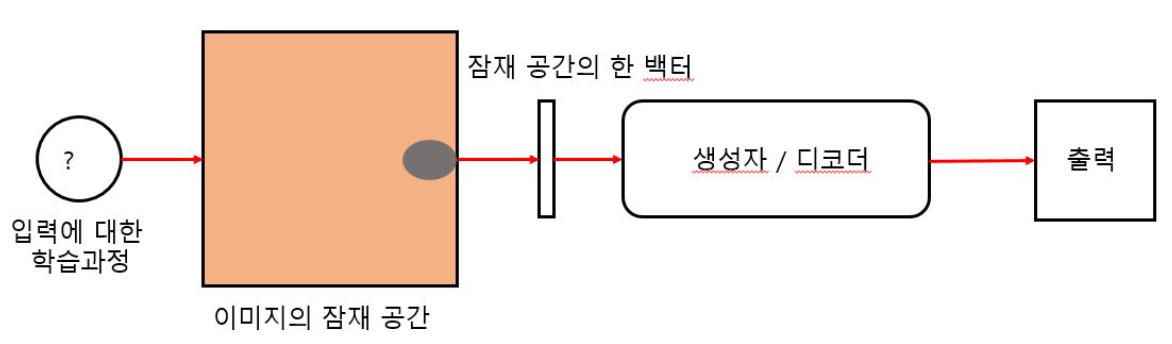 잠재 공간의 한 백터
?
생성자 / 디코더
출력
입력에 대한
학습과정
이미지의 잠재 공간